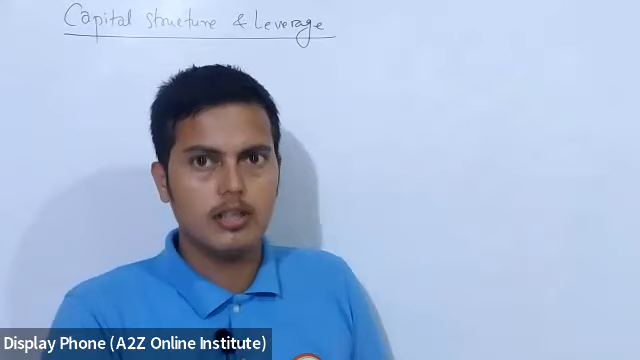 Capital structure & Leverage
Display Phone (A2Z Online Institute)